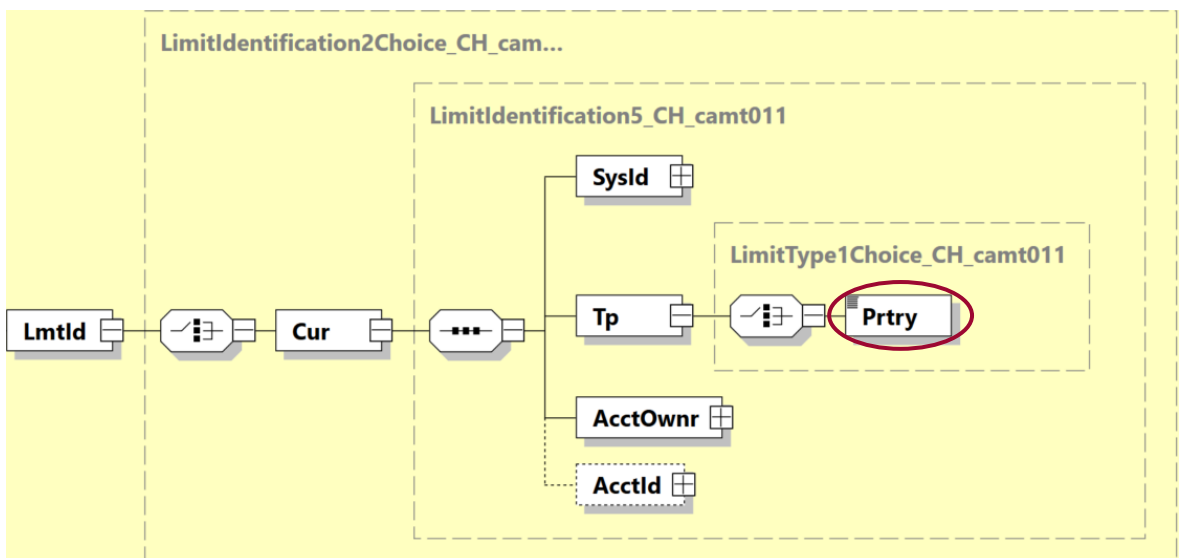 LimitIdentification2Choice_CH_cam...
LimitIdentification5_CH_camt011
SysId
LimitType1Choice_CH_camt011
LmtId
Cur
Tp
Prtry
AcctOwnr
AcctId